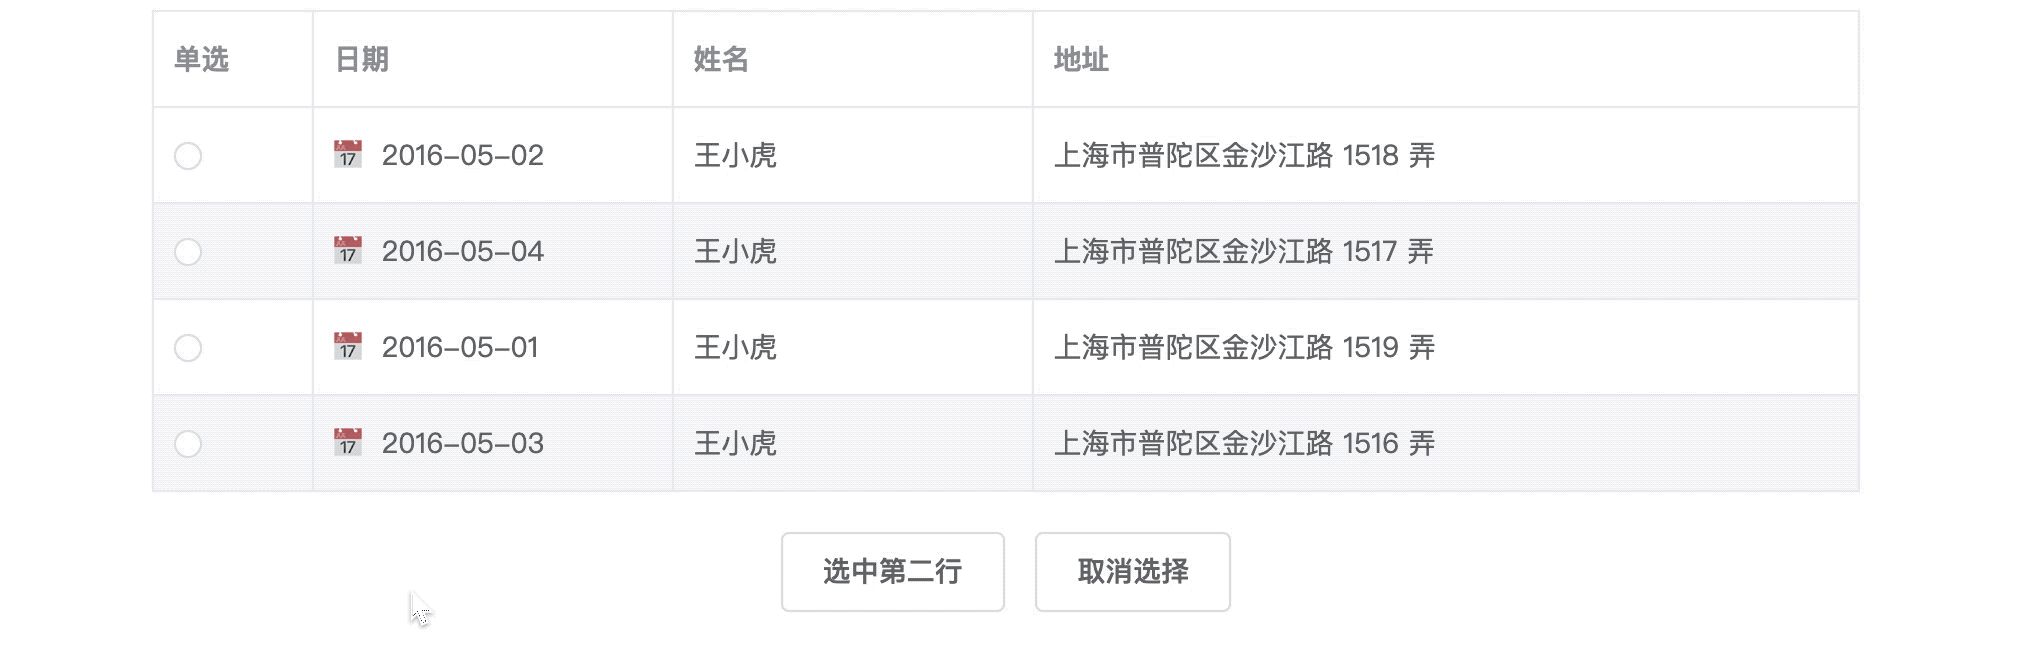 单选 日期 姓名 地址
17 2016-05-02 王小虎 上海市普陀区金沙江路 1518 弄
17 2016-05-04 王小虎 上海市普陀区金沙江路 1517 弄
17 2016-05-01 王小虎 上海市普陀区金沙江路 1519 弄
17 2016-05-03 王小虎 上海市普陀区金沙江路 1516 弄
选中第二行 取消选择